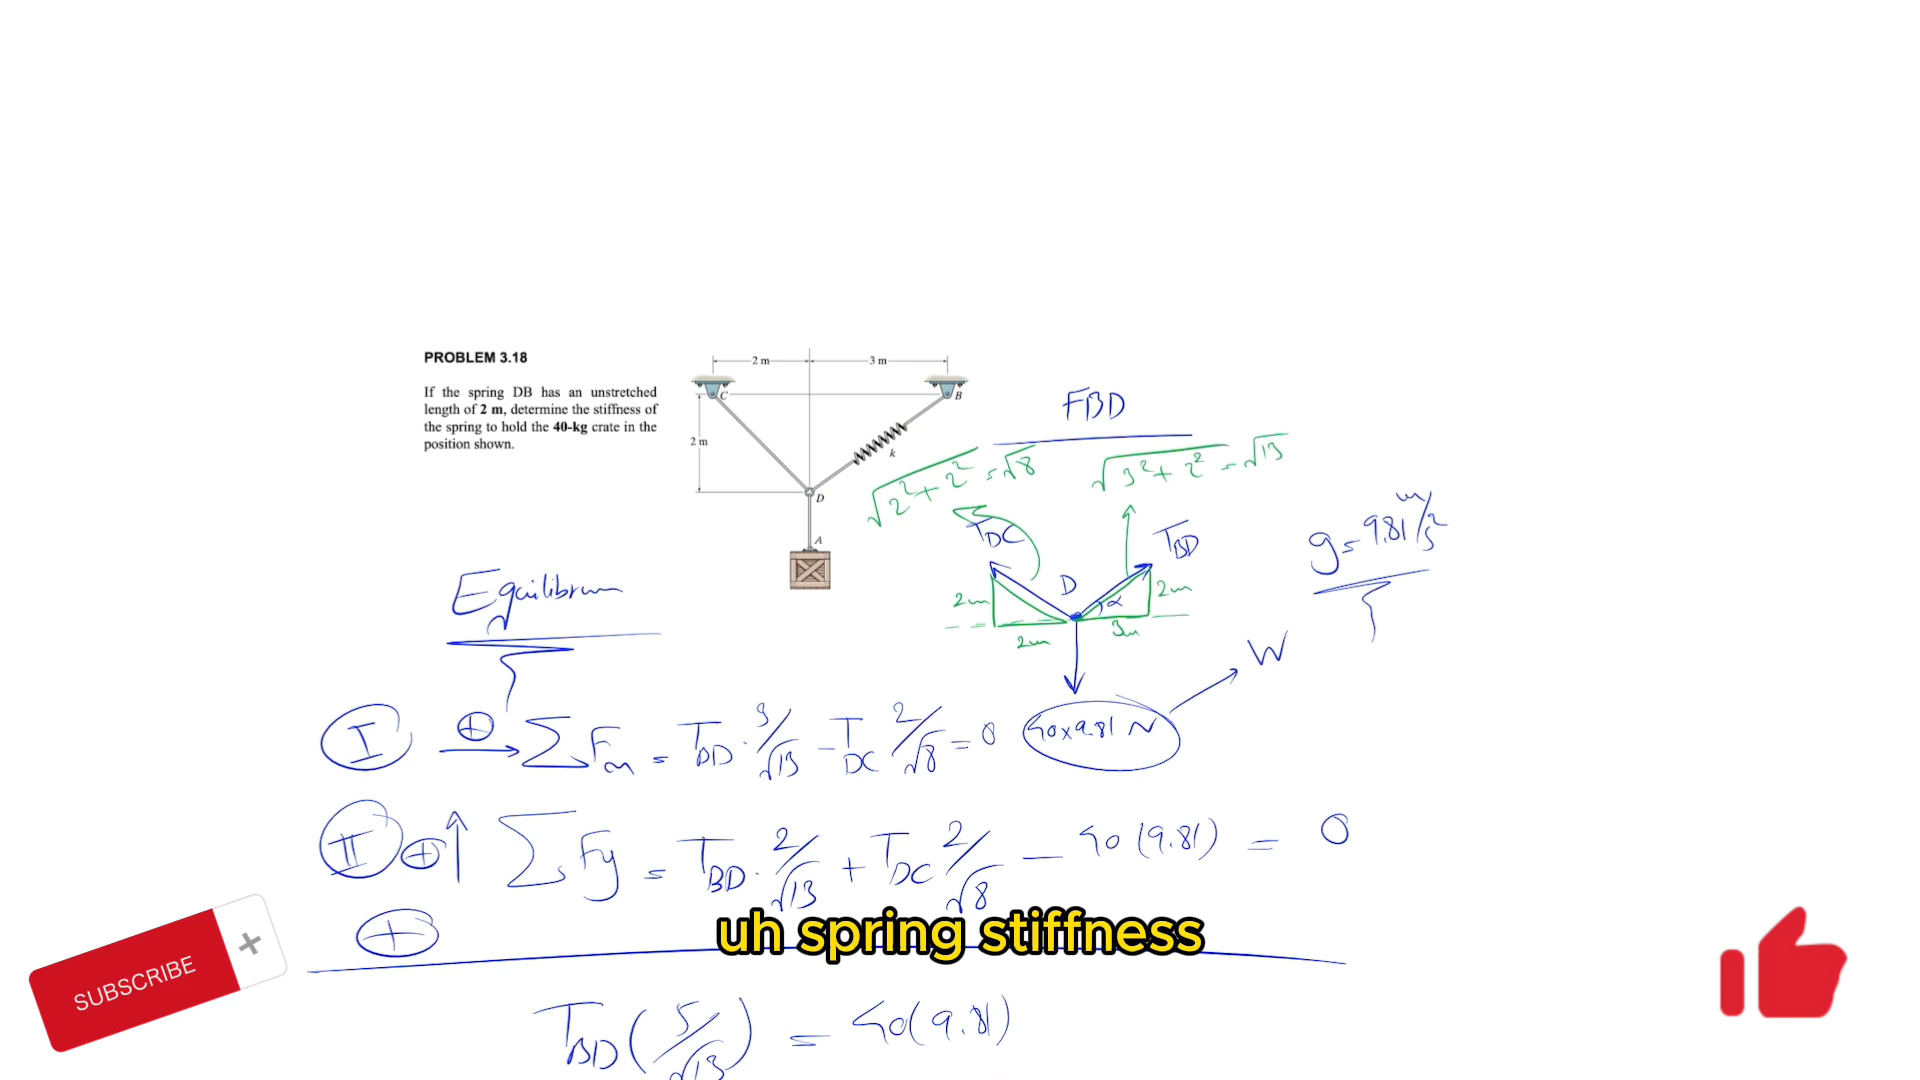 PROBLEM 3.18
If the spring DB has an unstretched
length of 2 m, determine the stiffness of
the spring to hold the 40-kg crate in the
position shown.
2 m
3 m
C
B
2 m
k
D
A
FBD
√2²+2² = √8
√3²+2² = √13
T_DC
T_BD
D
α
2m
2m
2m
3m
g = 9.81 m/s²
W
40x9.81 N
Equilibrium
I + → ΣFx = T_BD · 3/√13 - T_DC 2/√8 = 0
II + ↑ ΣFy = T_BD · 2/√13 + T_DC 2/√8 - 40(9.81) = 0
+
uh spring stiffness
T_BD (5/√13) = 40(9.81)
SUBSCRIBE